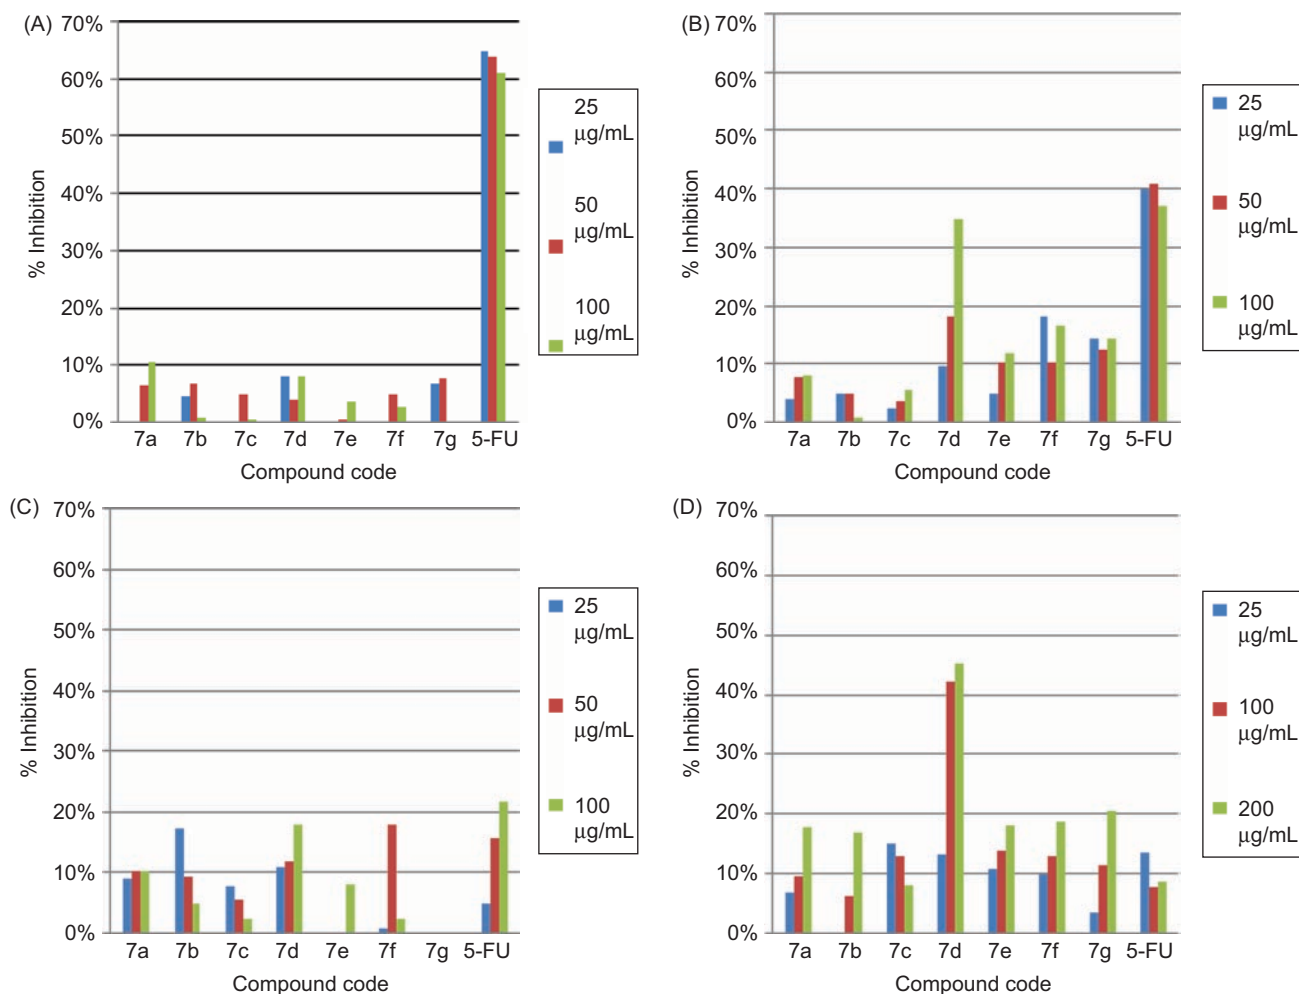 (A)
70%
60%
50%
40%
30%
20%
10%
0%
% Inhibition
7a 7b 7c 7d 7e 7f 7g 5-FU
Compound code
25
µg/mL
50
µg/mL
100
µg/mL
(B)
70%
60%
50%
40%
30%
20%
10%
0%
% Inhibition
7a 7b 7c 7d 7e 7f 7g 5-FU
Compound code
25
µg/mL
50
µg/mL
100
µg/mL
(C)
70%
60%
50%
40%
30%
20%
10%
0%
% Inhibition
7a 7b 7c 7d 7e 7f 7g 5-FU
Compound code
25
µg/mL
50
µg/mL
100
µg/mL
(D)
70%
60%
50%
40%
30%
20%
10%
0%
% Inhibition
7a 7b 7c 7d 7e 7f 7g 5-FU
Compound code
25
µg/mL
100
µg/mL
200
µg/mL